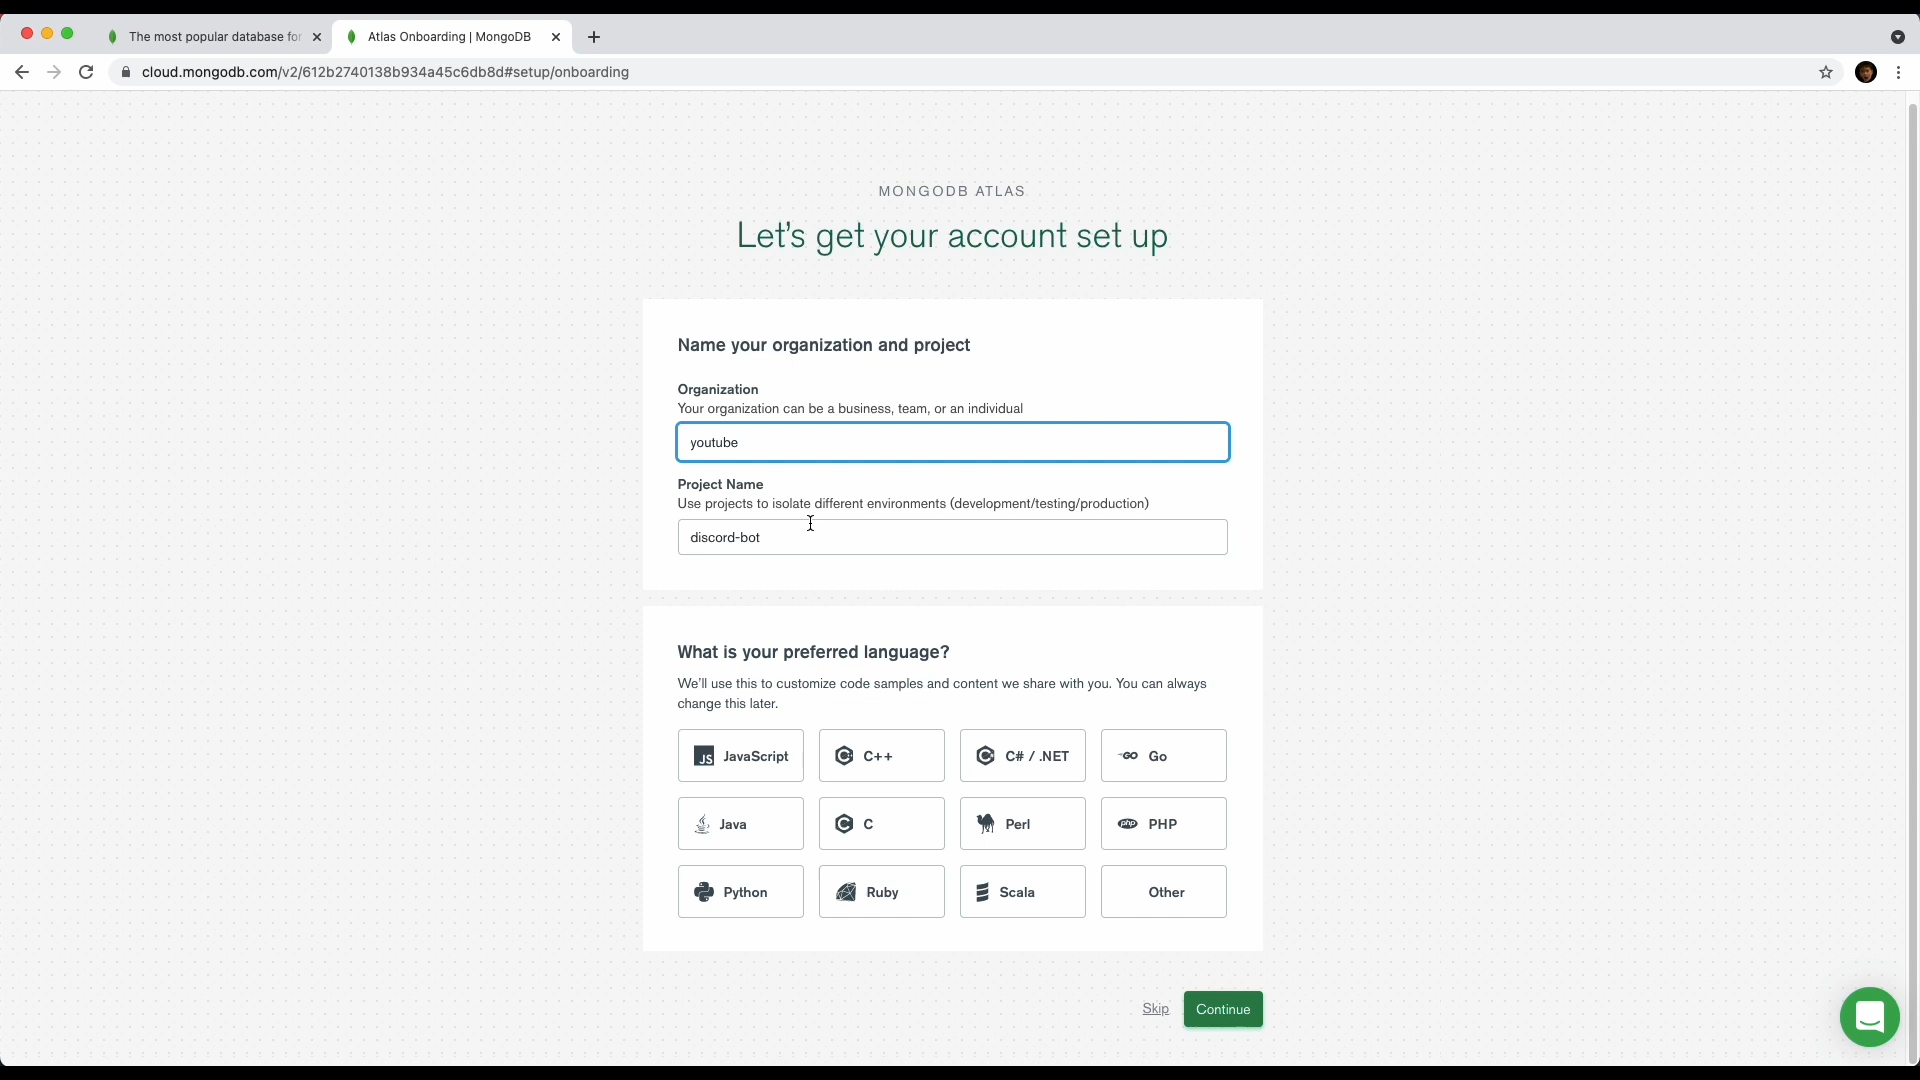 The most popular database for
Atlas Onboarding | MongoDB
cloud.mongodb.com/v2/612b2740138b934a45c6db8d#setup/onboarding
MONGODB ATLAS
Let's get your account set up
Name your organization and project
Organization
Your organization can be a business, team, or an individual
youtube
Project Name
Use projects to isolate different environments (development/testing/production)
discord-bot
What is your preferred language?
We'll use this to customize code samples and content we share with you. You can always
change this later.
JS JavaScript C++ C# / .NET GO Go
Java C Perl php PHP
Python Ruby Scala Other
Skip Continue